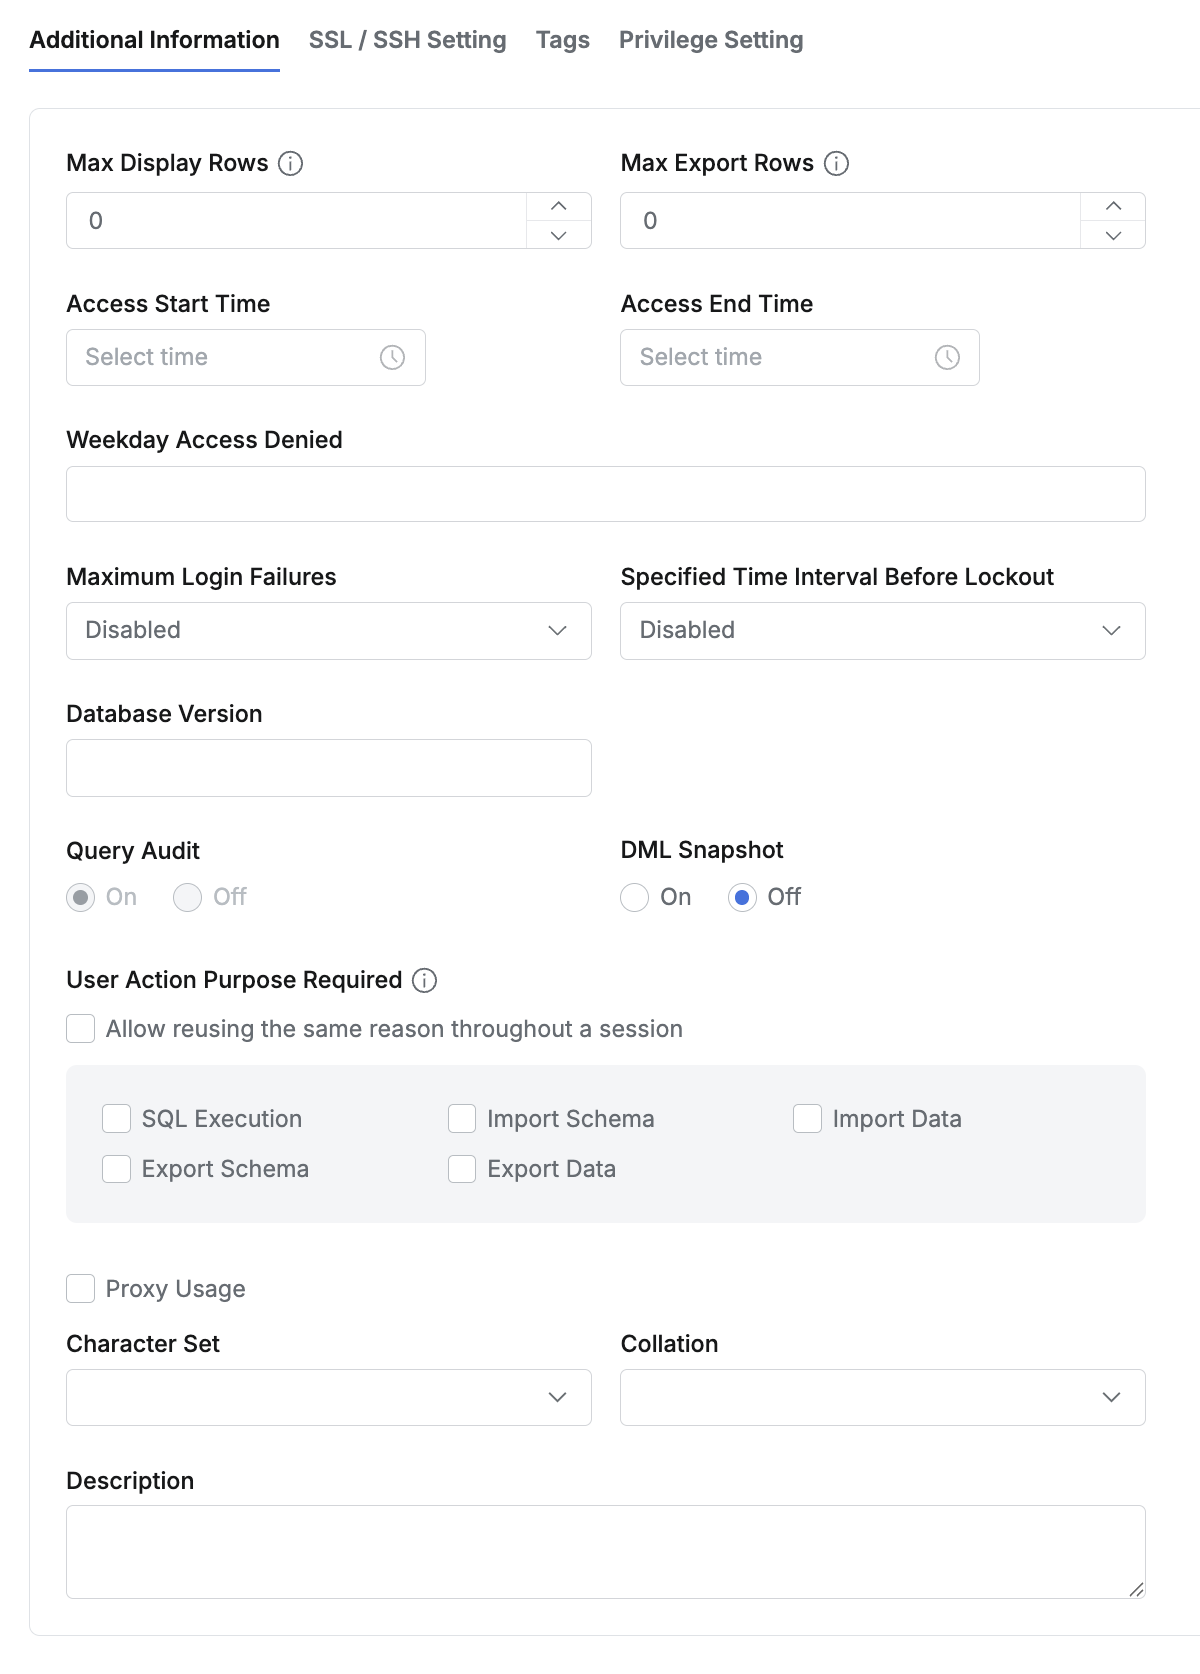 Additional Information SSL / SSH Setting Tags Privilege Setting
Max Display Rows Max Export Rows
0 0
Access Start Time Access End Time
Select time Select time
Weekday Access Denied
Maximum Login Failures Specified Time Interval Before Lockout
Disabled Disabled
Database Version
Query Audit DML Snapshot
On Off On Off
User Action Purpose Required
Allow reusing the same reason throughout a session
SQL Execution Import Schema Import Data
Export Schema Export Data
Proxy Usage
Character Set Collation
Description